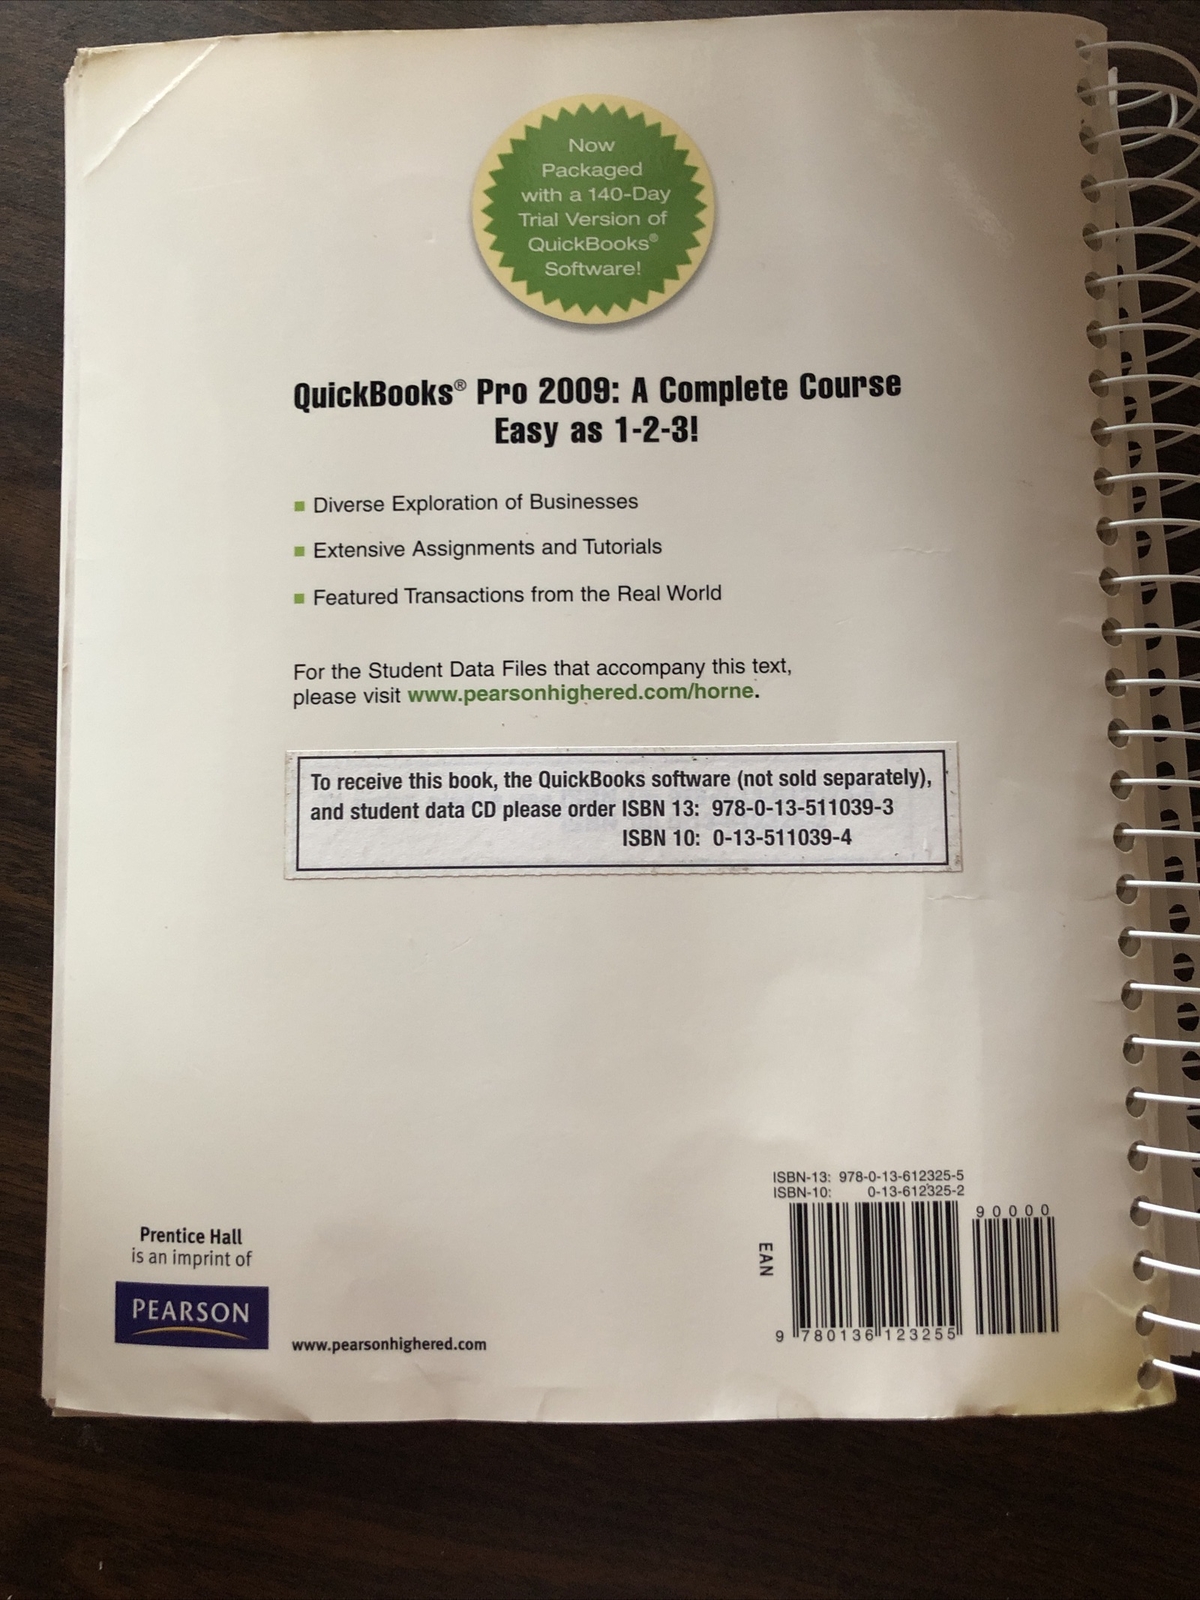 Now
Packaged
with a 140-Day
Trial Version of
QuickBooks®
Software!
QuickBooks® Pro 2009: A Complete Course
Easy as 1-2-3!
■ Diverse Exploration of Businesses
■ Extensive Assignments and Tutorials
■ Featured Transactions from the Real World
For the Student Data Files that accompany this text,
please visit www.pearsonhighered.com/horne.
To receive this book, the QuickBooks software (not sold separately),
and student data CD please order ISBN 13: 978-0-13-511039-3
ISBN 10: 0-13-511039-4
ISBN-13: 978-0-13-612325-5
ISBN-10: 0-13-612325-2
90000
EAN
9 780136 123255
Prentice Hall
is an imprint of
PEARSON
www.pearsonhighered.com